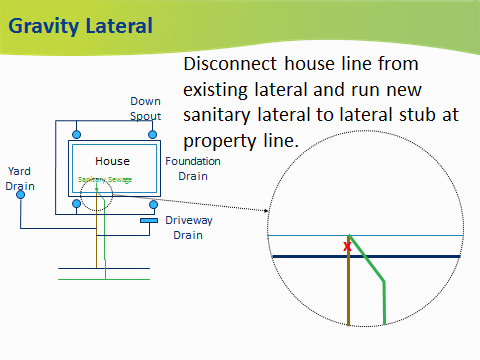 Gravity Lateral
Disconnect house line from
existing lateral and run new
sanitary lateral to lateral stub at
property line.
Down
Spout
House
Foundation
Drain
Sanitary Sewage
Yard
Drain
Driveway
Drain
X